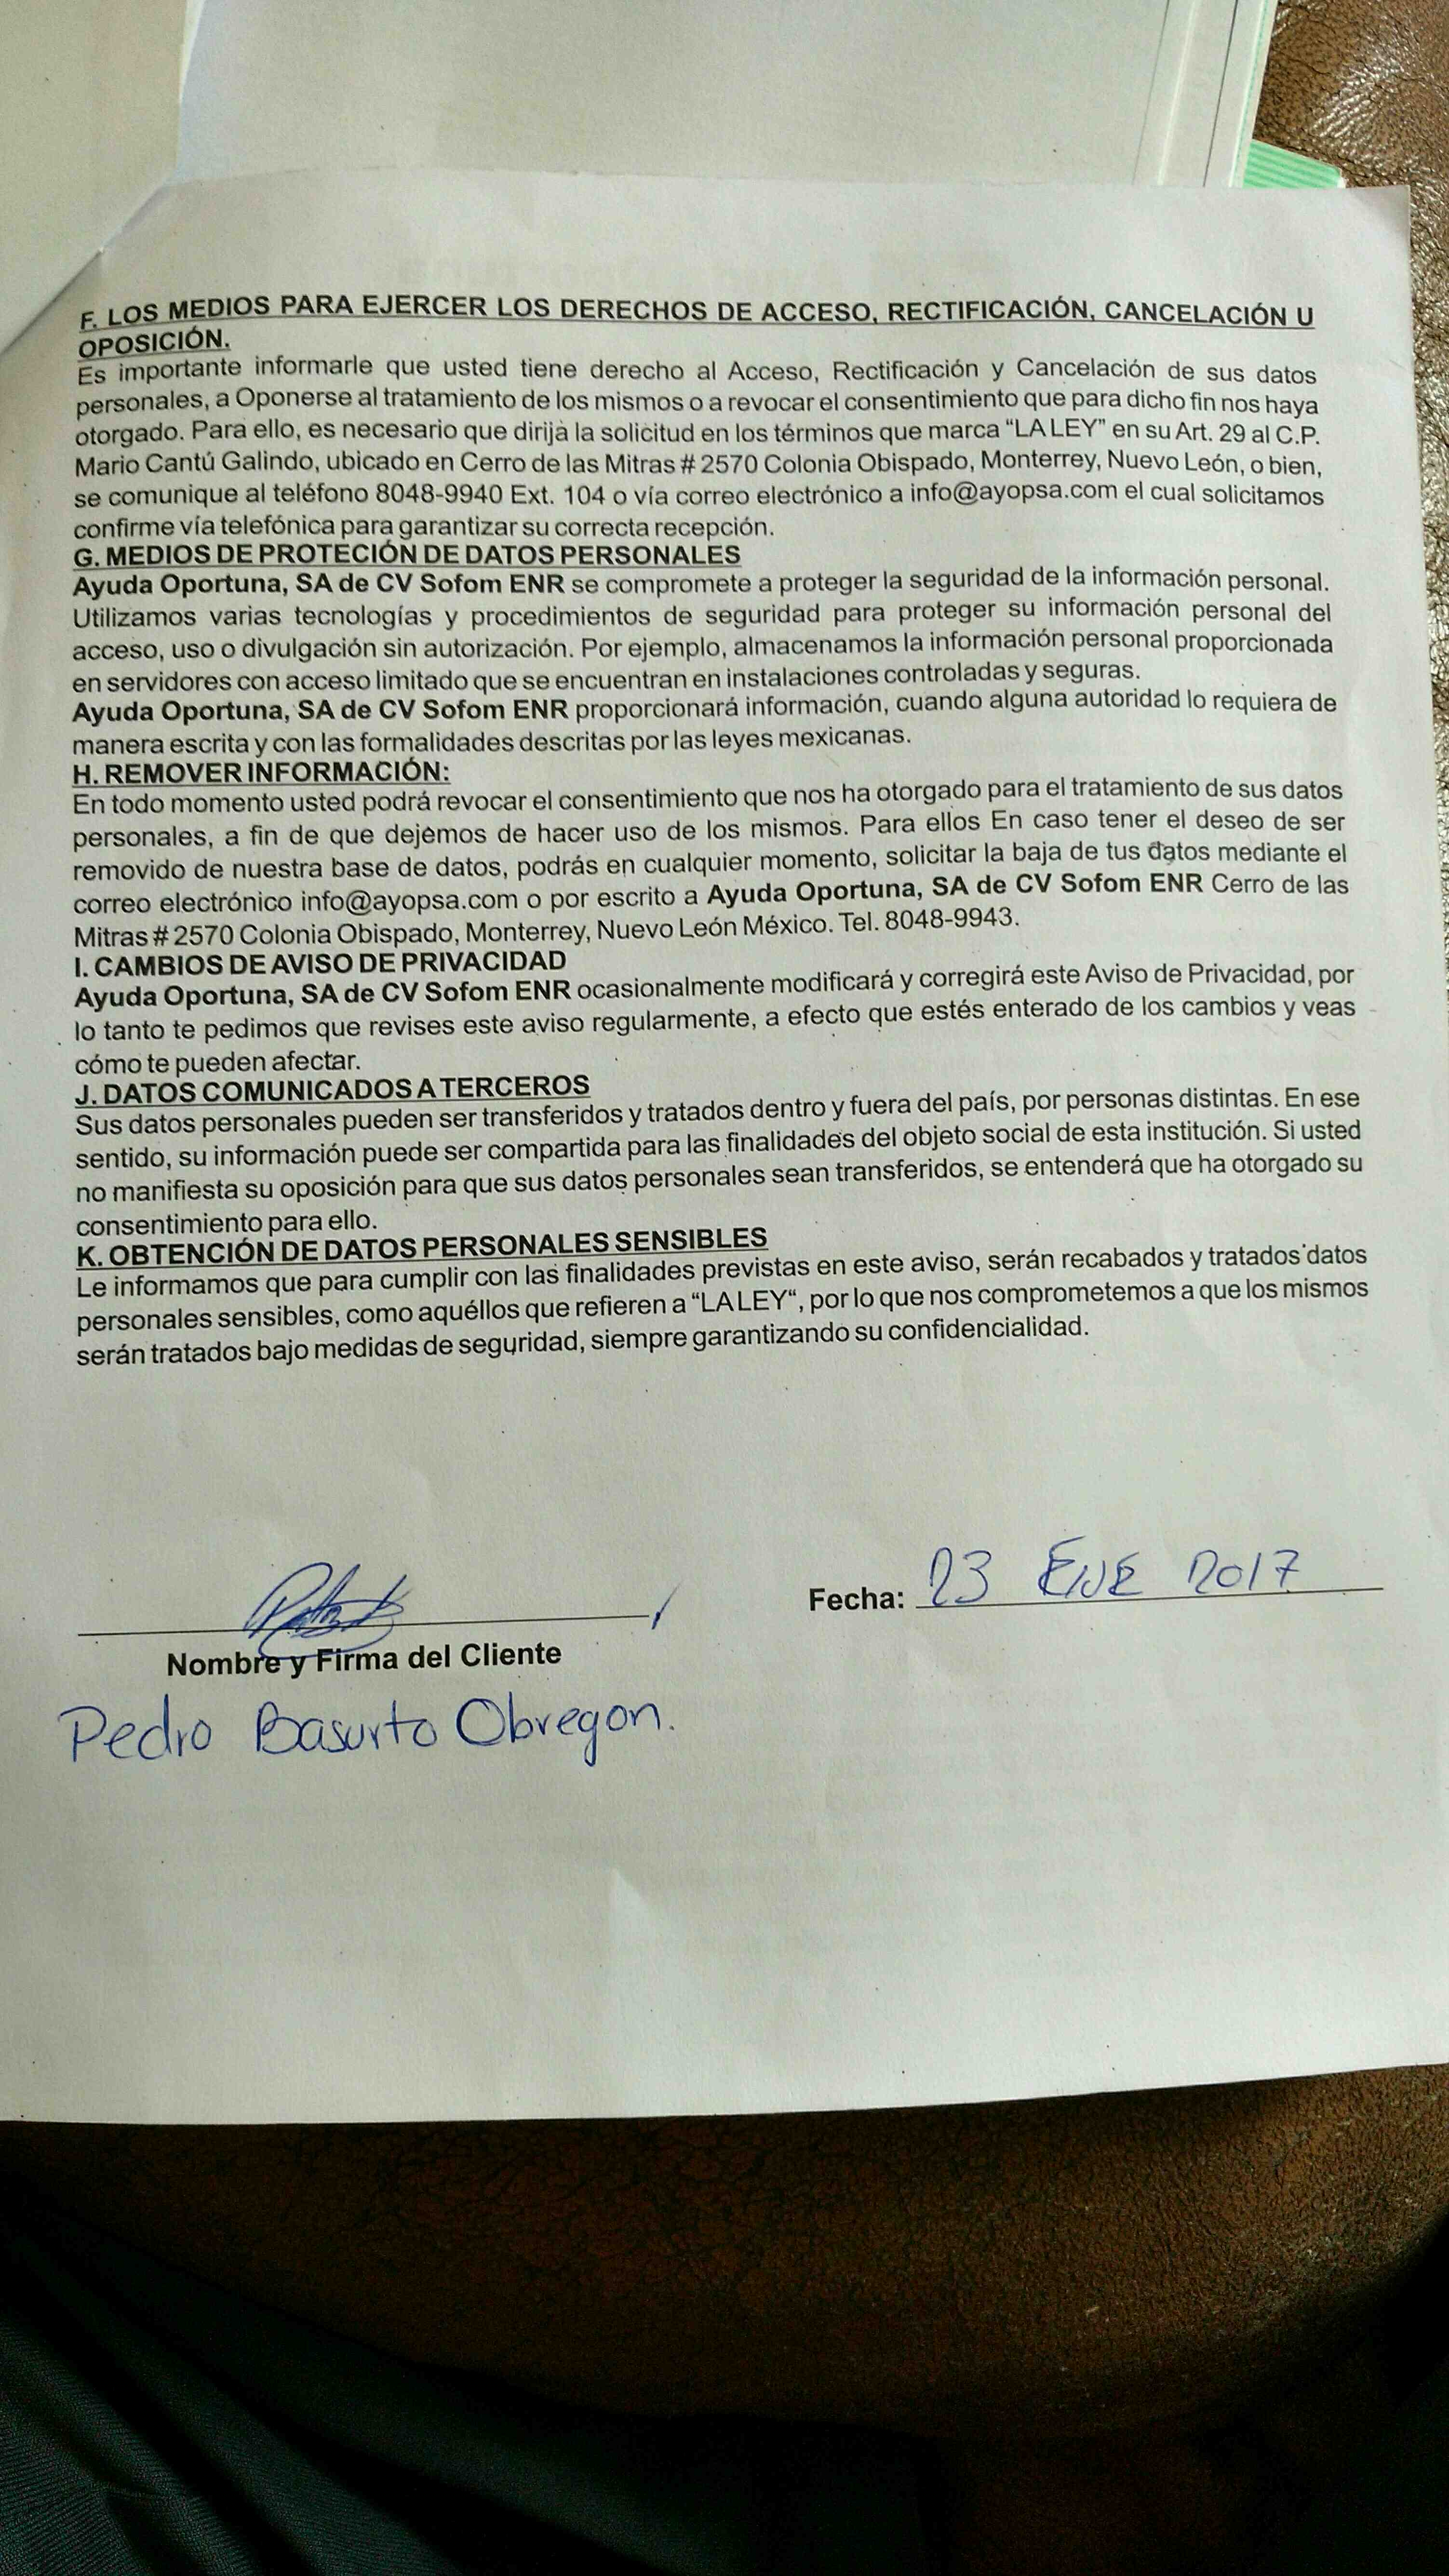 F. LOS MEDIOS PARA EJERCER LOS DERECHOS DE ACCESO, RECTIFICACIÓN, CANCELACIÓN U
OPOSICIÓN.
Es importante informarle que usted tiene derecho al Acceso, Rectificación y Cancelación de sus datos
personales, a Oponerse al tratamiento de los mismos o a revocar el consentimiento que para dicho fin nos haya
otorgado. Para ello, es necesario que dirija la solicitud en los términos que marca “LA LEY” en su Art. 29 al C.P.
Mario Cantú Galindo, ubicado en Cerro de las Mitras # 2570 Colonia Obispado, Monterrey, Nuevo León, o bien,
se comunique al teléfono 8048-9940 Ext. 104 o vía correo electrónico a info@ayopsa.com el cual solicitamos
confirme vía telefónica para garantizar su correcta recepción.
G. MEDIOS DE PROTECIÓN DE DATOS PERSONALES
Ayuda Oportuna, SA de CV Sofom ENR se compromete a proteger la seguridad de la información personal.
Utilizamos varias tecnologías y procedimientos de seguridad para proteger su información personal del
acceso, uso o divulgación sin autorización. Por ejemplo, almacenamos la información personal proporcionada
en servidores con acceso limitado que se encuentran en instalaciones controladas y seguras.
Ayuda Oportuna, SA de CV Sofom ENR proporcionará información, cuando alguna autoridad lo requiera de
manera escrita y con las formalidades descritas por las leyes mexicanas.
H. REMOVER INFORMACIÓN:
En todo momento usted podrá revocar el consentimiento que nos ha otorgado para el tratamiento de sus datos
personales, a fin de que dejemos de hacer uso de los mismos. Para ellos En caso tener el deseo de ser
removido de nuestra base de datos, podrás en cualquier momento, solicitar la baja de tus datos mediante el
correo electrónico info@ayopsa.com o por escrito a Ayuda Oportuna, SA de CV Sofom ENR Cerro de las
Mitras # 2570 Colonia Obispado, Monterrey, Nuevo León México. Tel. 8048-9943.
I. CAMBIOS DE AVISO DE PRIVACIDAD
Ayuda Oportuna, SA de CV Sofom ENR ocasionalmente modificará y corregirá este Aviso de Privacidad, por
lo tanto te pedimos que revises este aviso regularmente, a efecto que estés enterado de los cambios y veas
cómo te pueden afectar.
J. DATOS COMUNICADOS A TERCEROS
Sus datos personales pueden ser transferidos y tratados dentro y fuera del país, por personas distintas. En ese
sentido, su información puede ser compartida para las finalidades del objeto social de esta institución. Si usted
no manifiesta su oposición para que sus datos personales sean transferidos, se entenderá que ha otorgado su
consentimiento para ello.
K. OBTENCIÓN DE DATOS PERSONALES SENSIBLES
Le informamos que para cumplir con las finalidades previstas en este aviso, serán recabados y tratados datos
personales sensibles, como aquéllos que refieren a “LA LEY“, por lo que nos comprometemos a que los mismos
serán tratados bajo medidas de seguridad, siempre garantizando su confidencialidad.
Fecha: 23 ENE 2017
Nombre y Firma del Cliente
Pedro Basurto Obregon.